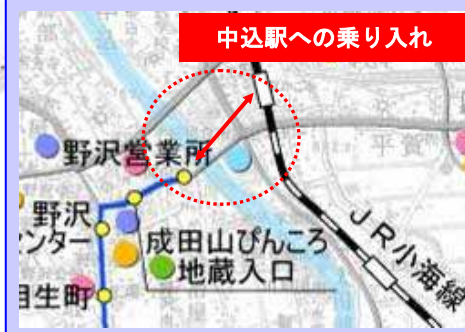 中込駅への乗り入れ
野沢営業所
平賀
野沢
ンター
成田山ぴんころ
地蔵入口
相生町
JR小海線